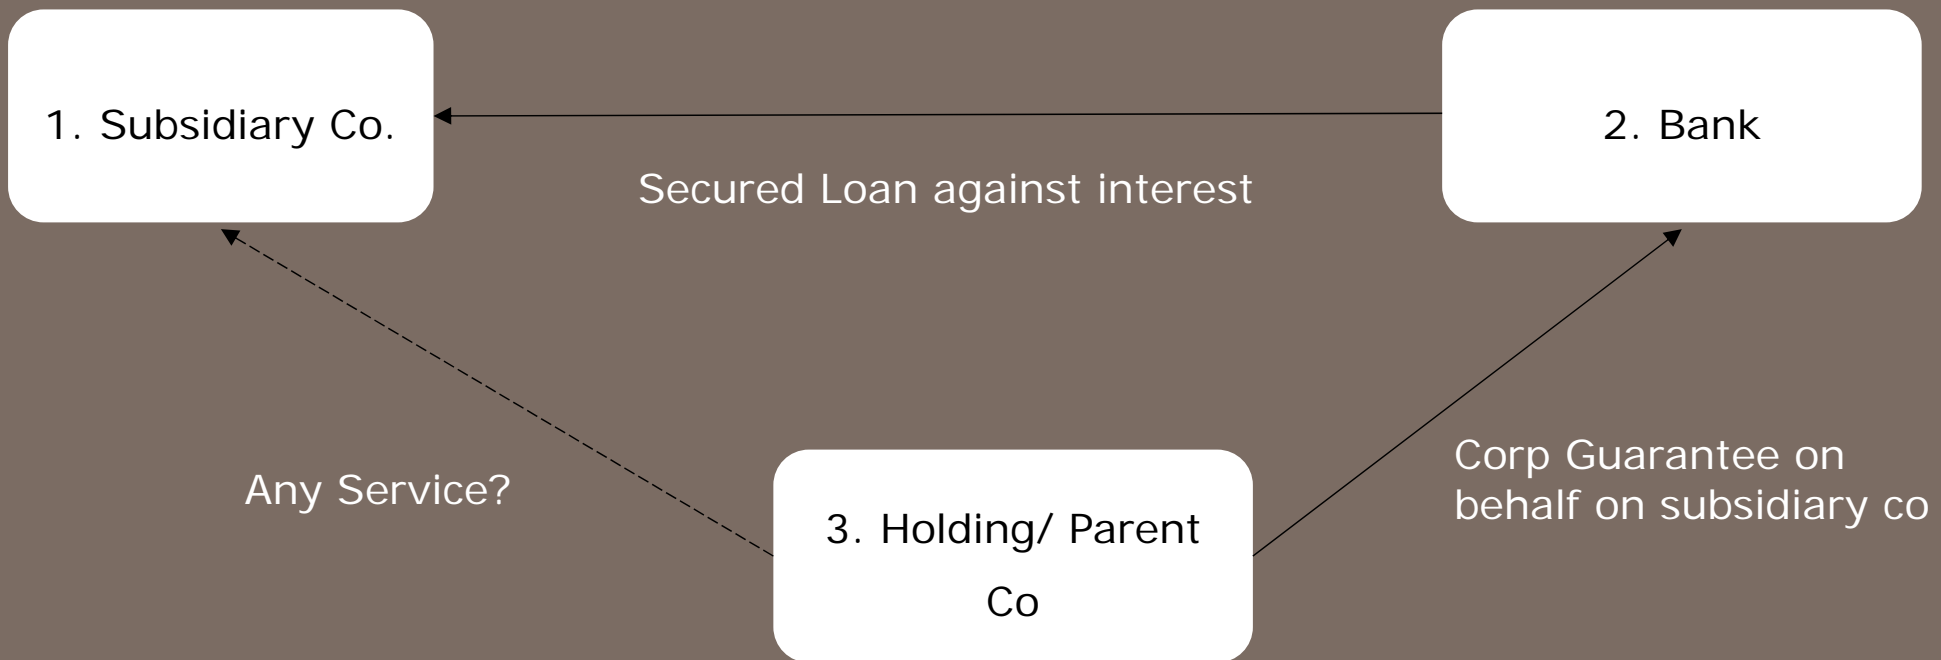 1. Subsidiary Co.
2. Bank
Secured Loan against interest
Any Service?
3. Holding/ Parent
Co
Corp Guarantee on
behalf on subsidiary co